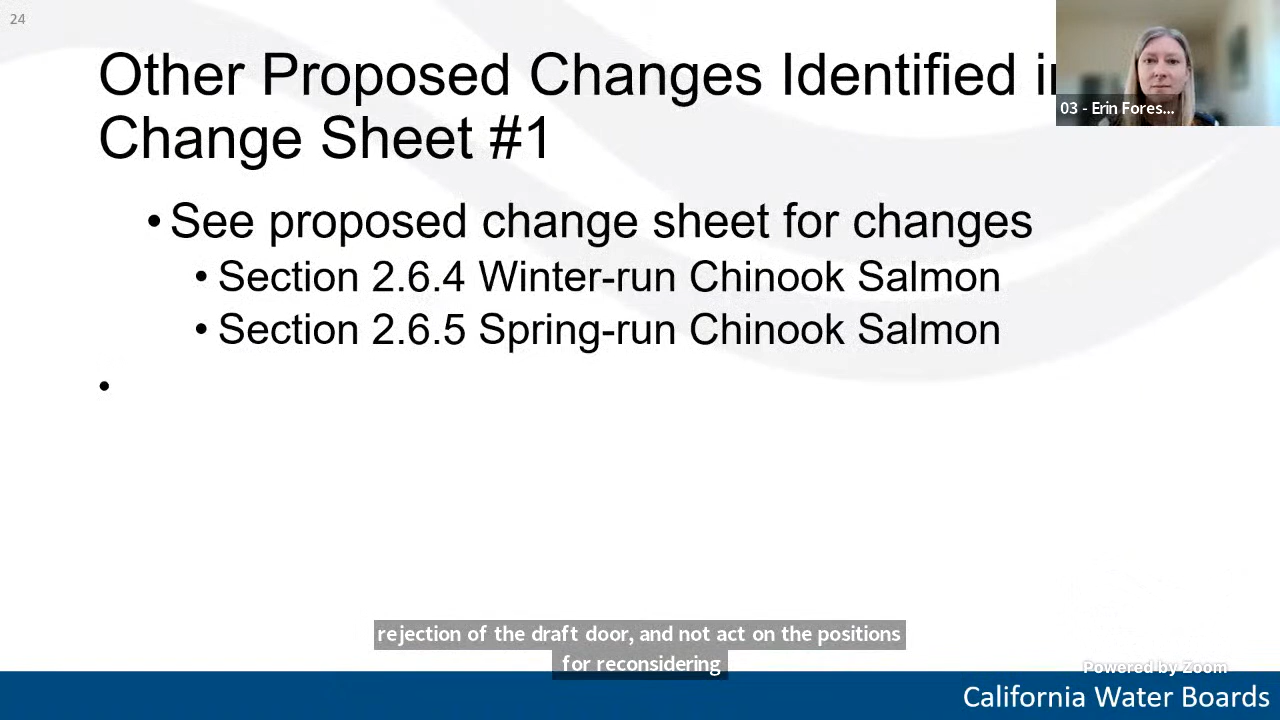 24
Other Proposed Changes Identified i
Change Sheet #1
03 - Erin Fores...
• See proposed change sheet for changes
• Section 2.6.4 Winter-run Chinook Salmon
• Section 2.6.5 Spring-run Chinook Salmon
•
rejection of the draft door, and not act on the positions
for reconsidering
Powered by Zoom
California Water Boards